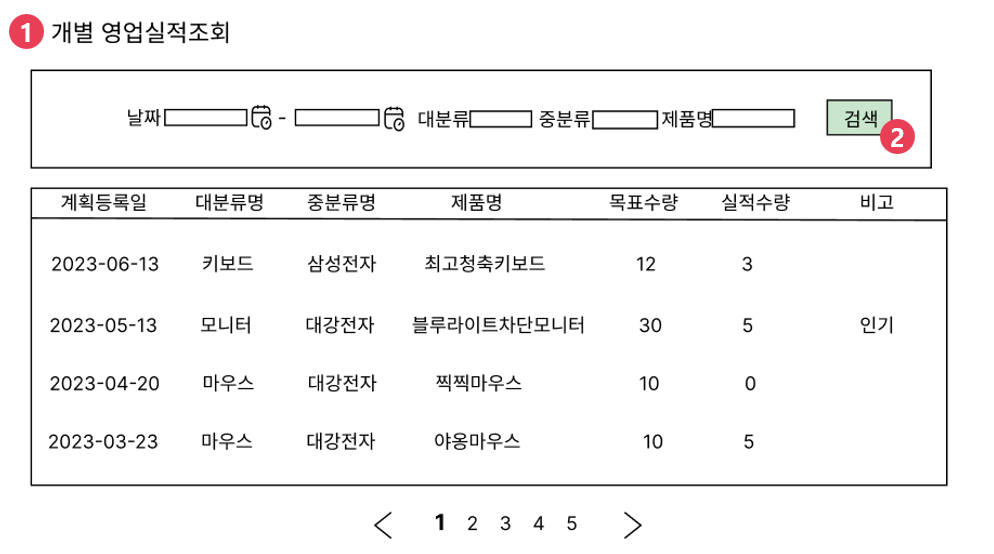 1 개별 영업실적조회
날짜 - 대분류 중분류 제품명 검색
2
계획등록일 대분류명 중분류명 제품명 목표수량 실적수량 비고
2023-06-13 키보드 삼성전자 최고청축키보드 12 3
2023-05-13 모니터 대강전자 블루라이트차단모니터 30 5 인기
2023-04-20 마우스 대강전자 찍찍마우스 10 0
2023-03-23 마우스 대강전자 야옹마우스 10 5
1 2 3 4 5